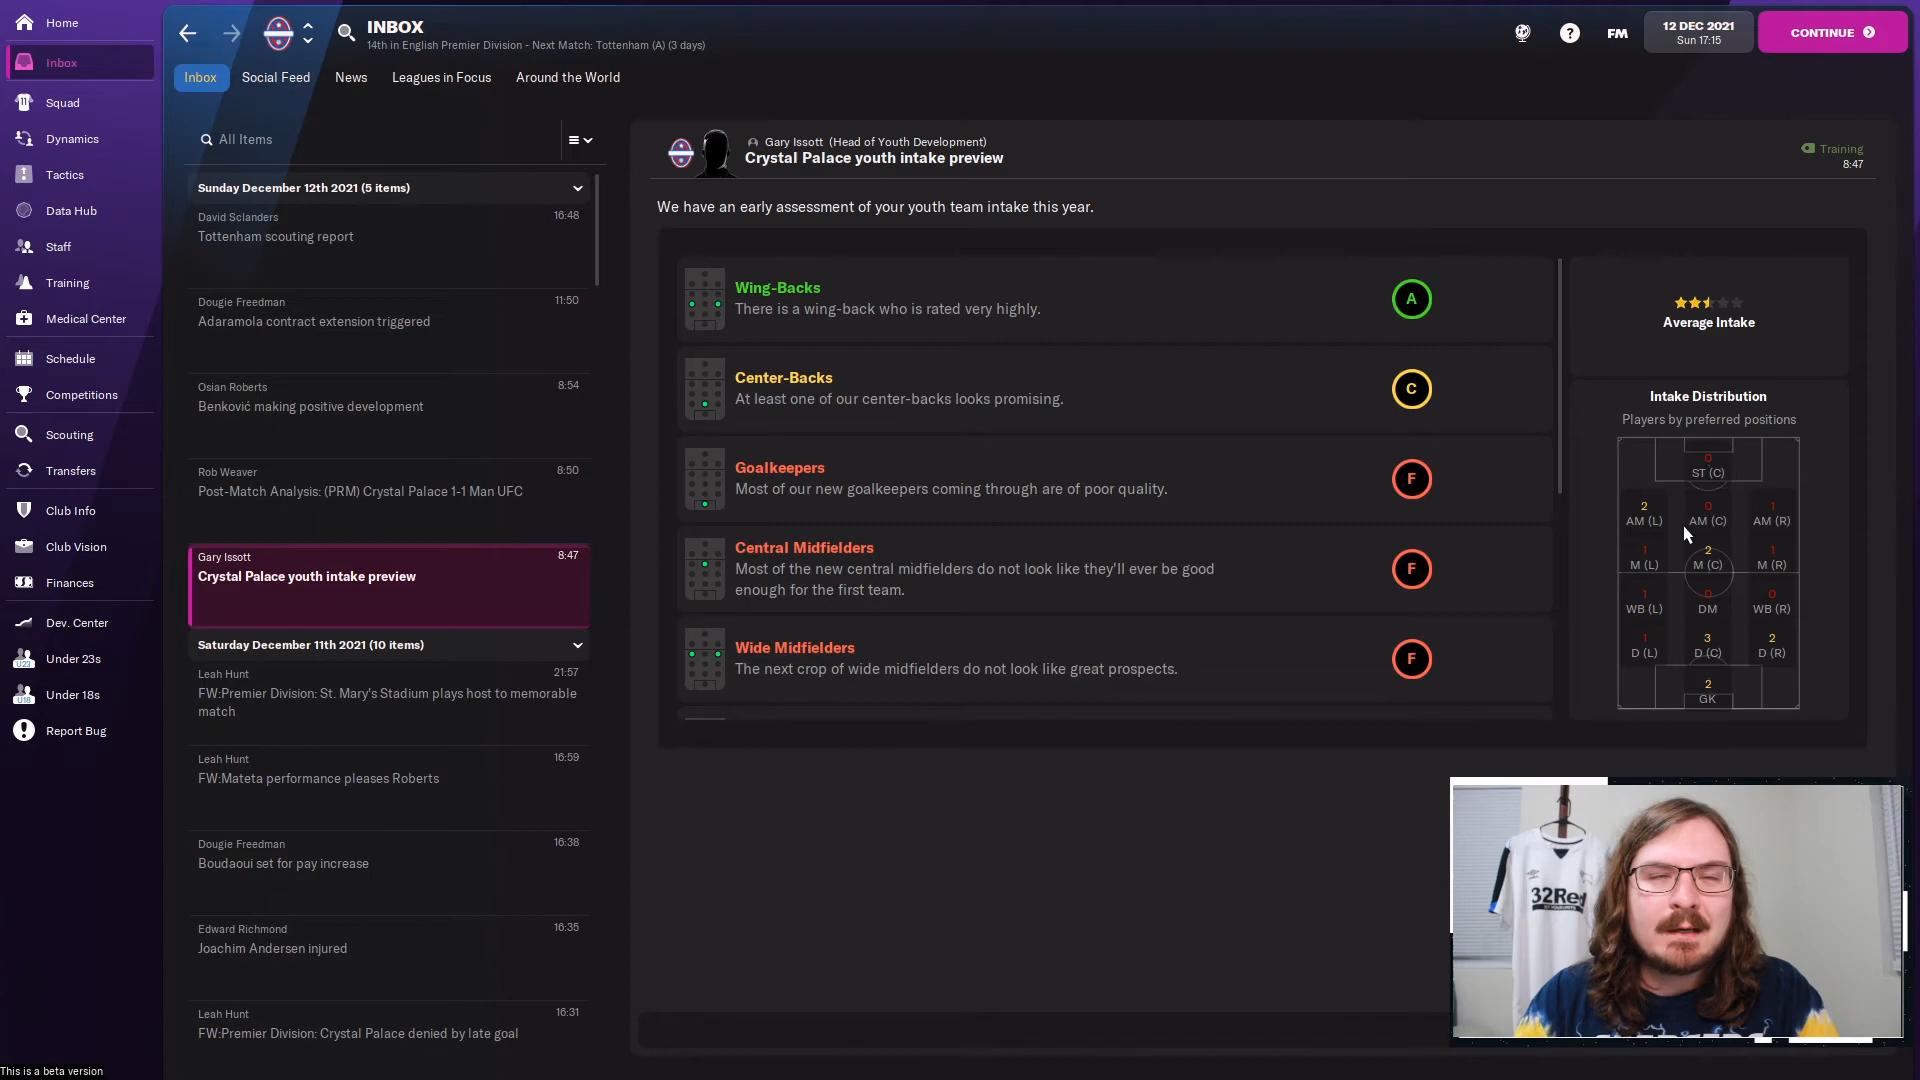 Home
Inbox
Squad
Dynamics
Tactics
Data Hub
Staff
Training
Medical Center
Schedule
Competitions
Scouting
Transfers
Club Info
Club Vision
Finances
Dev. Center
U23
Under 23s
U18
Under 18s
Report Bug
This is a beta version
INBOX
14th in English Premier Division - Next Match: Tottenham (A) (3 days)
?
FM
12 DEC 2021
Sun 17:15
CONTINUE
Inbox
Social Feed
News
Leagues in Focus
Around the World
All Items
Sunday December 12th 2021 (5 items)
David Sclanders
16:48
Tottenham scouting report
Dougie Freedman
11:50
Adaramola contract extension triggered
Osian Roberts
8:54
Benković making positive development
Rob Weaver
8:50
Post-Match Analysis: (PRM) Crystal Palace 1-1 Man UFC
Gary Issott
8:47
Crystal Palace youth intake preview
Saturday December 11th 2021 (10 items)
Leah Hunt
21:57
FW:Premier Division: St. Mary's Stadium plays host to memorable
match
Leah Hunt
16:59
FW:Mateta performance pleases Roberts
Dougie Freedman
16:38
Boudaoui set for pay increase
Edward Richmond
16:35
Joachim Andersen injured
Leah Hunt
16:31
FW:Premier Division: Crystal Palace denied by late goal
Gary Issott (Head of Youth Development)
Crystal Palace youth intake preview
Training
8:47
We have an early assessment of your youth team intake this year.
Wing-Backs
There is a wing-back who is rated very highly.
A
Center-Backs
At least one of our center-backs looks promising.
C
Goalkeepers
Most of our new goalkeepers coming through are of poor quality.
F
Central Midfielders
Most of the new central midfielders do not look like they'll ever be good
enough for the first team.
F
Wide Midfielders
The next crop of wide midfielders do not look like great prospects.
F
Average Intake
Intake Distribution
Players by preferred positions
0
ST (C)
2 0 1
AM (L) AM (C) AM (R)
1 2 1
M (L) M (C) M (R)
1 0 0
WB (L) DM WB (R)
1 3 2
D (L) D (C) D (R)
2
GK
32Red